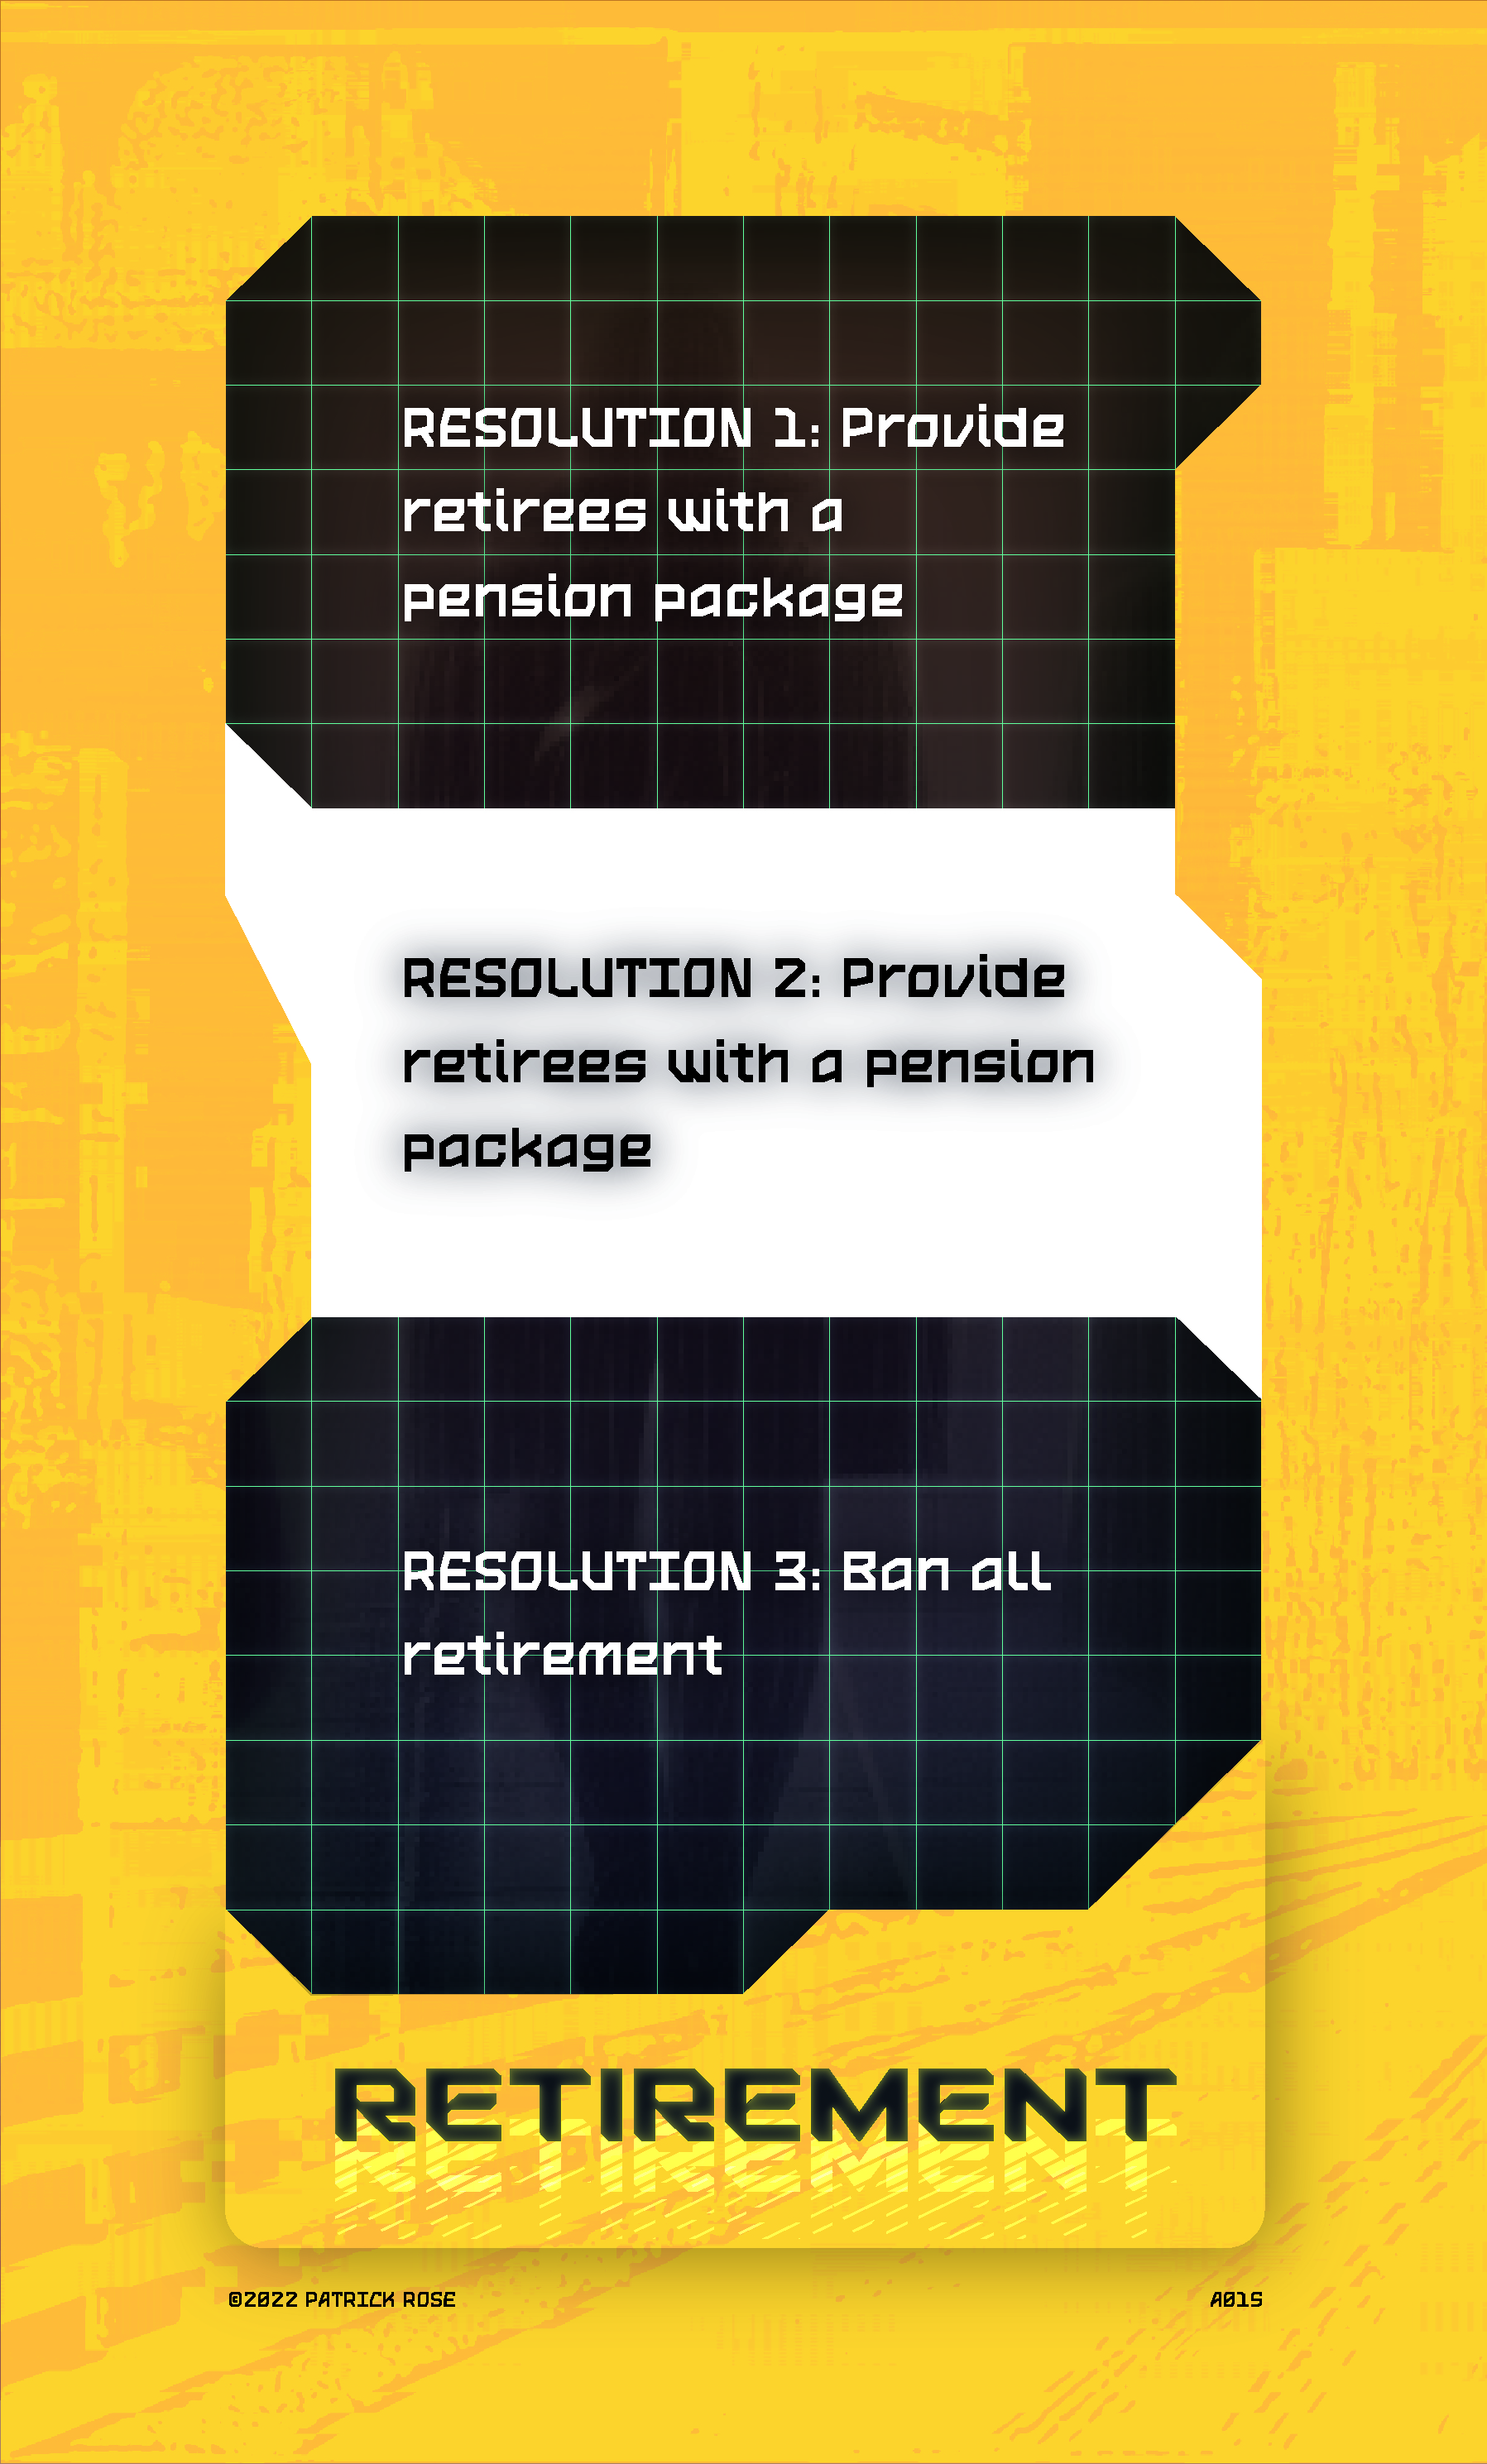 RESOLUTION 1: Provide
retirees with a
pension package
RESOLUTION 2: Provide
retirees with a pension
package
RESOLUTION 3: Ban all
retirement
RETIREMENT
©2022 PATRICK ROSE
A015